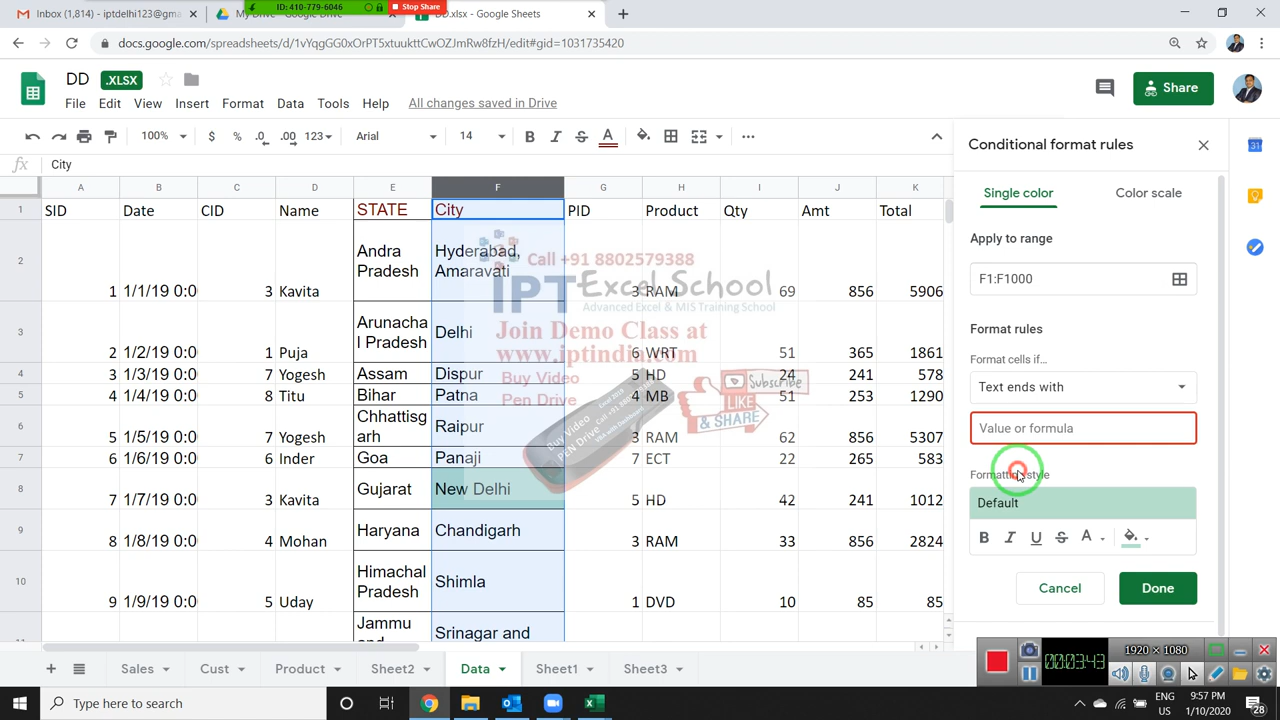 Inbox (1,814) - iptdelhi123@gm
My Drive - Google Drive
ID: 410-779-6046
Stop Share
DD.xlsx - Google Sheets
docs.google.com/spreadsheets/d/1vYqgGG0xOrPT5xtuukttCwOZJmRw8fzH/edit#gid=1031735420
DD .XLSX
File Edit View Insert Format Data Tools Help All changes saved in Drive
Share
100% $ % .0 .00 123 Arial 14 B I S A
fx City
A B C D E F G H I J K
1 SID Date CID Name STATE City PID Product Qty Amt Total
2 1 1/1/19 0:0 3 Kavita Andra Pradesh Hyderabad, Amaravati 3 RAM 69 856 5906
3 2 1/2/19 0:0 1 Puja Arunachal Pradesh Delhi 6 WRT 51 365 1861
4 3 1/3/19 0:0 7 Yogesh Assam Dispur 5 HD 24 241 578
5 4 1/4/19 0:0 8 Titu Bihar Patna 4 MB 51 253 1290
6 5 1/5/19 0:0 7 Yogesh Chhattisgarh Raipur 3 RAM 62 856 5307
7 6 1/6/19 0:0 6 Inder Goa Panaji 7 ECT 22 265 583
8 7 1/7/19 0:0 3 Kavita Gujarat New Delhi 5 HD 42 241 1012
9 8 1/8/19 0:0 4 Mohan Haryana Chandigarh 3 RAM 33 856 2824
10 9 1/9/19 0:0 5 Uday Himachal Pradesh Shimla 1 DVD 10 85 85
Jammu and Srinagar and
Call +91 8802579388
IPT Excel School
Advanced Excel & MIS Training School
Join Demo Class at
www.iptindia.com
Buy Video
Pen Drive
Subscribe
LIKE
& SHARE
Conditional format rules
Single color Color scale
Apply to range
F1:F1000
Format rules
Format cells if…
Text ends with
Value or formula
Formatting style
Default
B I U S A
Cancel Done
Sales Cust Product Sheet2 Data Sheet1 Sheet3
00:03:43
1920 × 1080
Type here to search
ENG
US
9:57 PM
1/10/2020
28